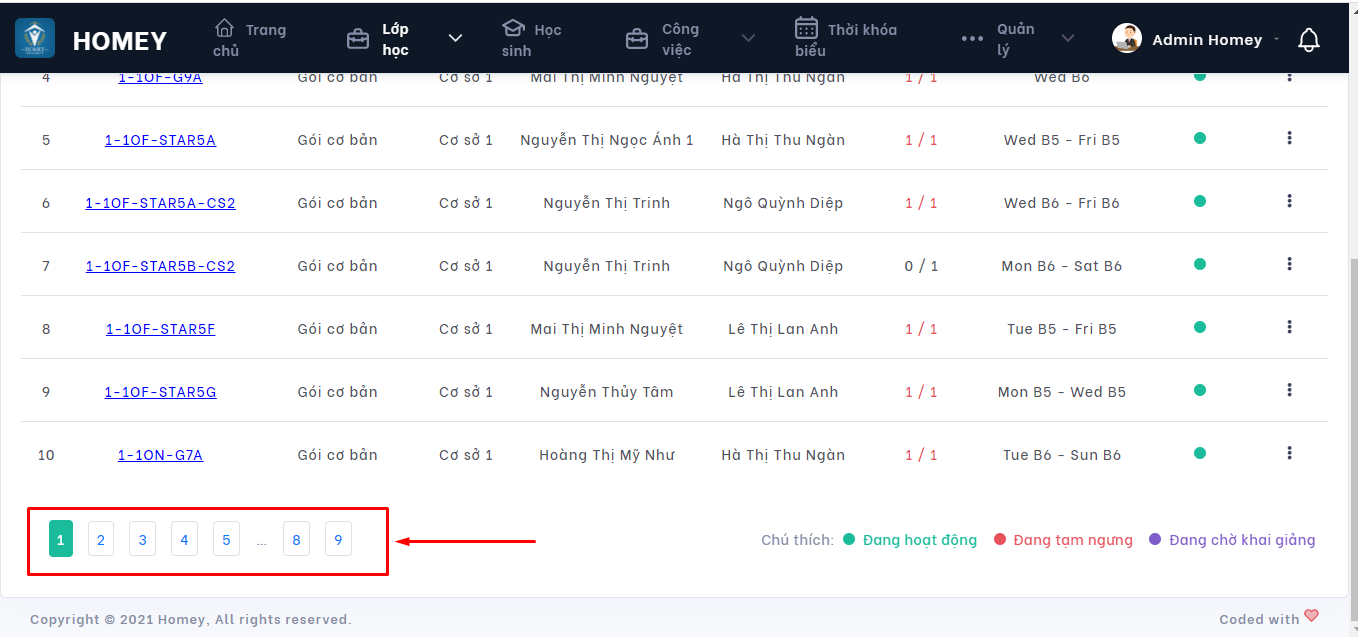 HOMEY
Trang chủ
Lớp học
Học sinh
Công việc
Thời khóa biểu
Quản lý
Admin Homey
4 1-1OF-G9A Gói cơ bản Cơ sở 1 Mai Thị Minh Nguyệt Hà Thị Thu Ngàn 1 / 1 Wed B6
5 1-1OF-STAR5A Gói cơ bản Cơ sở 1 Nguyễn Thị Ngọc Ánh 1 Hà Thị Thu Ngàn 1 / 1 Wed B5 - Fri B5
6 1-1OF-STAR5A-CS2 Gói cơ bản Cơ sở 1 Nguyễn Thị Trinh Ngô Quỳnh Diệp 1 / 1 Wed B6 - Fri B6
7 1-1OF-STAR5B-CS2 Gói cơ bản Cơ sở 1 Nguyễn Thị Trinh Ngô Quỳnh Diệp 0 / 1 Mon B6 - Sat B6
8 1-1OF-STAR5F Gói cơ bản Cơ sở 1 Mai Thị Minh Nguyệt Lê Thị Lan Anh 1 / 1 Tue B5 - Fri B5
9 1-1OF-STAR5G Gói cơ bản Cơ sở 1 Nguyễn Thủy Tâm Lê Thị Lan Anh 1 / 1 Mon B5 - Wed B5
10 1-1ON-G7A Gói cơ bản Cơ sở 1 Hoàng Thị Mỹ Như Hà Thị Thu Ngàn 1 / 1 Tue B6 - Sun B6
1 2 3 4 5 ... 8 9
Chú thích: Đang hoạt động Đang tạm ngưng Đang chờ khai giảng
Copyright © 2021 Homey, All rights reserved.
Coded with